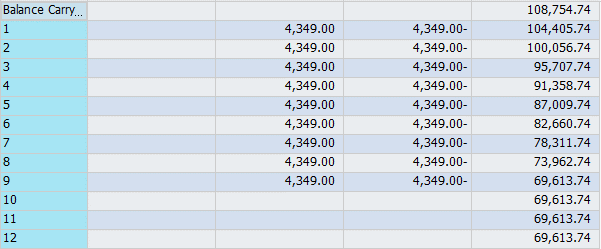 Balance Carry... 108,754.74
1 4,349.00 4,349.00- 104,405.74
2 4,349.00 4,349.00- 100,056.74
3 4,349.00 4,349.00- 95,707.74
4 4,349.00 4,349.00- 91,358.74
5 4,349.00 4,349.00- 87,009.74
6 4,349.00 4,349.00- 82,660.74
7 4,349.00 4,349.00- 78,311.74
8 4,349.00 4,349.00- 73,962.74
9 4,349.00 4,349.00- 69,613.74
10 69,613.74
11 69,613.74
12 69,613.74